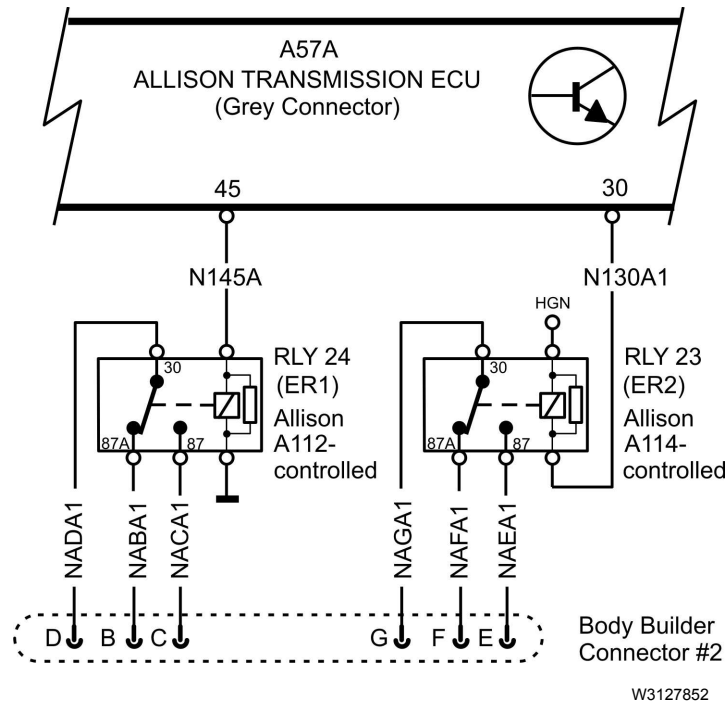 A57A
ALLISON TRANSMISSION ECU
(Grey Connector)
45
30
N145A
N130A1
HGN
30
RLY 24
(ER1)
Allison
A112-
controlled
87A
87
30
RLY 23
(ER2)
Allison
A114-
controlled
87A
87
NADA1
NABA1
NACA1
NAGA1
NAFA1
NAEA1
D
B
C
G
F
E
Body Builder
Connector #2
W3127852